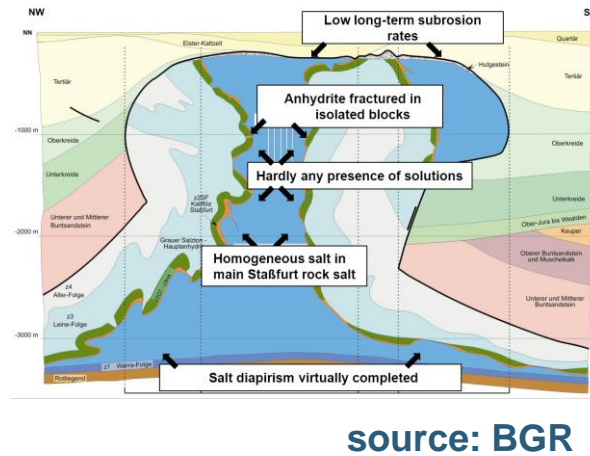 NW
S
NN
Low long-term subrosion
rates
Elster-Kaltzeit
Quartär
Tertiär
Hutgestein
Tertiär
Anhydrite fractured in
isolated blocks
-1000 m
Oberkreide
Oberkreide
Unterkreide
Hardly any presence of solutions
z2SF
Kaliflöz
Staßfurt
Unterkreide
Unterer und Mittlerer
Buntsandstein
Ober-Jura bis Wealden
Keuper
-2000 m
Grauer Salzton -
Hauptanhydrit
Homogeneous salt in
main Staßfurt rock salt
Oberer Buntsandstein
und Muschelkalk
z4
Aller-Folge
Unterer und Mittlerer
Buntsandstein
z3
Leine-Folge
-3000 m
z1 Werra-Folge
Rotliegend
Salt diapirism virtually completed
source: BGR